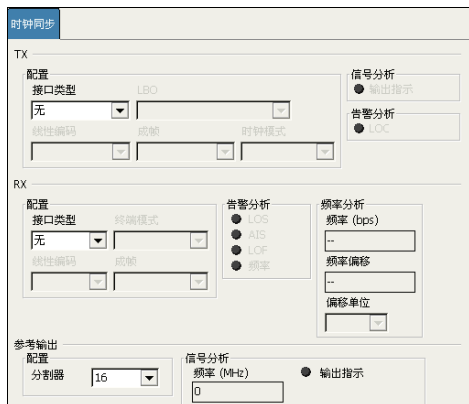 时钟同步
TX
配置
信号分析
接口类型 LBO
输出指示
无
告警分析
线性编码 成帧 时钟模式
LOC
RX
配置
告警分析
频率分析
接口类型 终端模式
LOS
频率 (bps)
无
AIS
--
LOF
线性编码 成帧
频率
频率偏移
--
偏移单位
参考输出
配置
信号分析
分割器 16
频率 (MHz)
输出指示
0